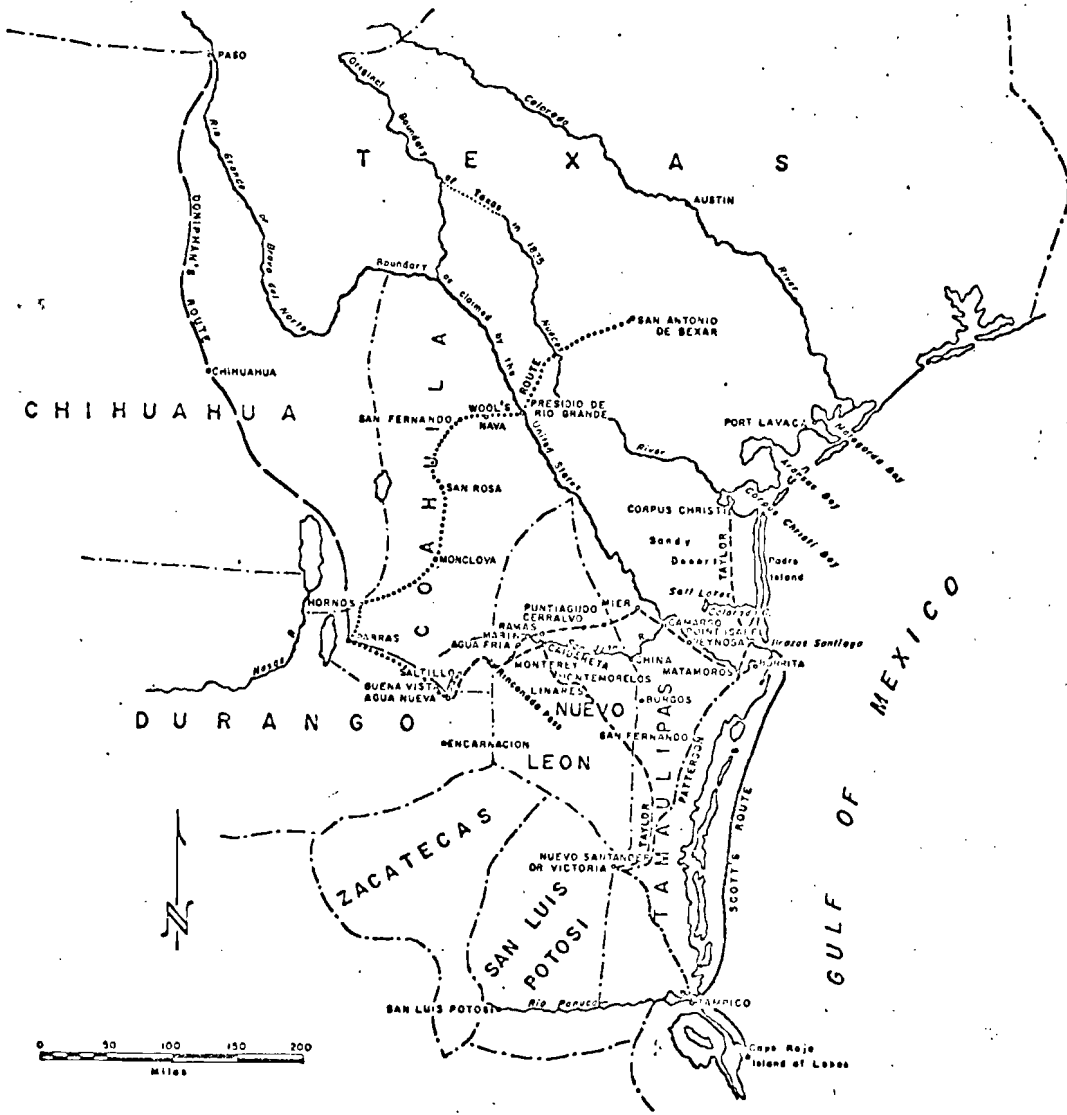 PASO
Original
Boundary
of Texas in 1825
Colorado
River
T E X A S
AUSTIN
Rio Grande or Bravo del Norte
DONIPHAN'S ROUTE
Boundary as claimed by the United States
Nueces
River
SAN ANTONIO
DE BEXAR
CHIHUAHUA
CHIHUAHUA
COAHUILA
WOOL'S
ROUTE
SAN FERNANDO
NAVA
PRESIDIO DE
RIO GRANDE
PORT LAVACA
Matagorda Bay
Aransas Bay
Corpus Christi Bay
SAN ROSA
CORPUS CHRISTI
Sandy
Desert
TAYLOR
Padre
Island
MONCLOVA
Salt Lakes
Colorado
HORNOS
MIER
PUNTIAGUDO
CERRALVO
CAMARGO
POINT ISABEL
Brazos Santiago
RAMAS
MARIN
AGUA FRIA
REYNOSA
PARRAS
CADEREYTA
CHINA
MATAMOROS
BURRITA
MONTEREY
SALTILLO
MONTEMORELOS
Rinconada Pass
LINARES
BUENA VISTA
AGUA NUEVA
BURGOS
DURANGO
NUEVO
LEON
SAN FERNANDO
ENCARNACION
TAMAULIPAS
PATTERSON
TAYLOR
SCOTT'S ROUTE
GULF OF MEXICO
ZACATECAS
NUEVO SANTANDER
OR VICTORIA
SAN LUIS
POTOSI
N
SAN LUIS POTOSI
Rio Panuco
TAMPICO
Cape Rojo
Island of Lobos
0 50 100 150 200
Miles